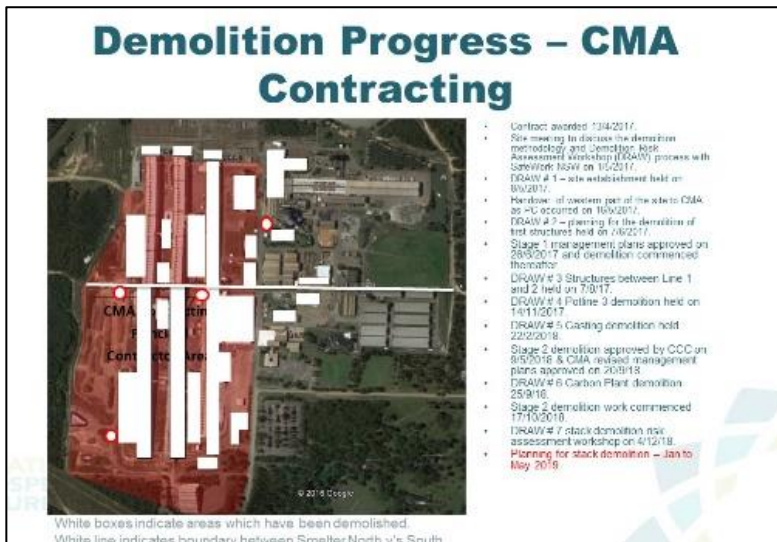 Demolition Progress – CMA
Contracting
• Contract awarded 13/4/2017.
• Site meeting to discuss the demolition
methodology and Demolition Risk
Assessment Workshop (DRAW) process with
SafeWork NSW on 1/5/2017.
• DRAW # 1 – site establishment held on
8/5/2017.
• Handover of western part of the site to CMA
as PC occurred on 16/5/2017.
• DRAW # 2 – planning for the demolition of
first structures held on 7/6/2017.
• Stage 1 management plans approved on
26/6/2017 and demolition commenced
thereafter
• DRAW # 3 Structures between Line 1
and 2 held on 7/8/17.
• DRAW # 4 Potline 3 demolition held on
14/11/2017.
• DRAW # 5 Casting demolition held
22/2/2018.
• Stage 2 demolition approved by CCC on
9/5/2018 & CMA revised management
plans approved on 20/9/18.
• DRAW # 6 Carbon Plant demolition
25/9/18.
• Stage 2 demolition work commenced
17/10/2018.
• DRAW # 7 stack demolition risk
assessment workshop on 4/12/18.
• Planning for stack demolition – Jan to
May 2019.
CMA
© 2016 Google
White boxes indicate areas which have been demolished.
White line indicates boundary between Smelter North v's South